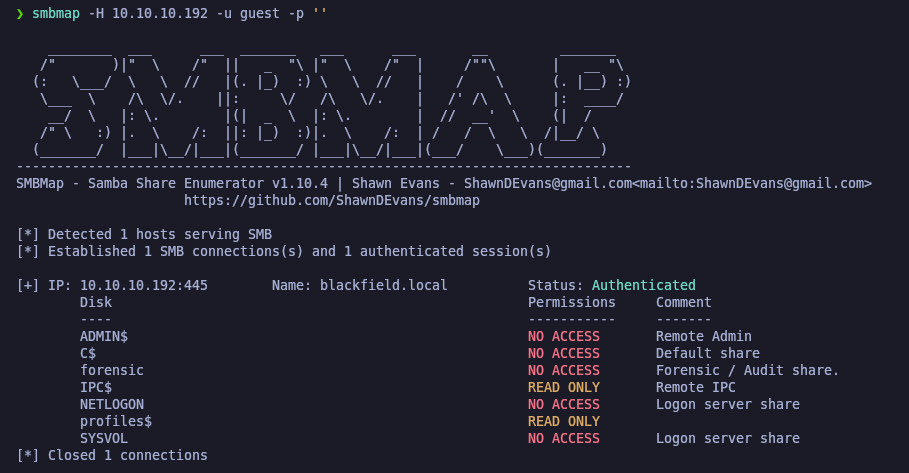 ❯ smbmap -H 10.10.10.192 -u guest -p ''
SMBMAP
-----------------------------------------------------------------------------
SMBMap - Samba Share Enumerator v1.10.4 | Shawn Evans - ShawnDEvans@gmail.com<mailto:ShawnDEvans@gmail.com>
https://github.com/ShawnDEvans/smbmap
[*] Detected 1 hosts serving SMB
[*] Established 1 SMB connections(s) and 1 authenticated session(s)
[+] IP: 10.10.10.192:445 Name: blackfield.local Status: Authenticated
Disk Permissions Comment
---- ----------- -------
ADMIN$ NO ACCESS Remote Admin
C$ NO ACCESS Default share
forensic NO ACCESS Forensic / Audit share.
IPC$ READ ONLY Remote IPC
NETLOGON NO ACCESS Logon server share
profiles$ READ ONLY
SYSVOL NO ACCESS Logon server share
[*] Closed 1 connections